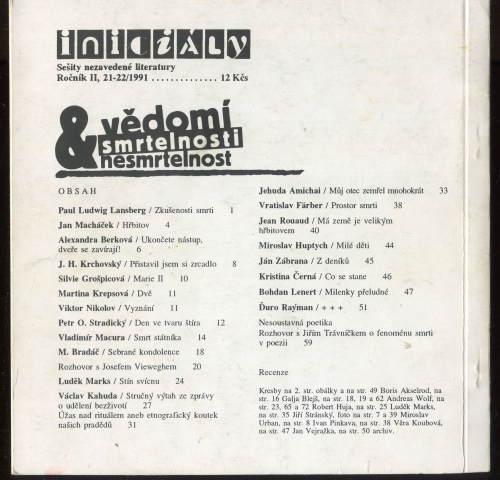 iniciály
Sešity nezavedené literatury
Ročník II, 21-22/1991 .............. 12 Kčs
& vědomí
smrtelnosti
nesmrtelnost
OBSAH
Paul Ludwig Lansberg / Zkušenosti smrti 1
Jan Macháček / Hřbitov 4
Alexandra Berková / Ukončete nástup,
dveře se zavírají! 6
J. H. Krchovský / Přistavil jsem si zrcadlo 8
Silvie Grošpicová / Marie II 10
Martina Krepsová / Dvě 11
Viktor Nikolov / Vyznání 11
Petr O. Stradický / Den ve tvaru štíra 12
Vladimír Macura / Smrt státníka 14
M. Bradáč / Sebrané kondolence 18
Rozhovor s Josefem Vieweghem 20
Luděk Marks / Stín svícnu 24
Václav Kahuda / Stručný výtah ze zprávy
o udělení bezživotí 27
Úžas nad rituálem aneb etnografický koutek
našich pradědů 31
Jehuda Amichai / Můj otec zemřel mnohokrát 33
Vratislav Färber / Prostor smrti 38
Jean Rouaud / Má země je velikým
hřbitovem 40
Miroslav Huptych / Milé děti 44
Ján Zábrana / Z deníků 45
Kristina Černá / Co se stane 46
Bohdan Lenert / Milenky přeludné 47
Ďuro Raýman / + + + 51
Nesoustavná poetika
Rozhovor s Jiřím Trávníčkem o fenoménu smrti
v poezii 59
Recenze
Kresby na 2. str. obálky a na str. 49 Boris Akselrod, na
str. 16 Galja Blejš, na str. 18, 19 a 62 Andreas Wolf, na
str. 23, 65 a 72 Robert Huja, na str. 25 Luděk Marks,
na str. 35 Jiří Stránský, foto na str. 7 a 39 Miroslav
Urban, na str. 8 Ivan Pinkava, na str. 38 Věra Koubová,
na str. 47 Jan Vejražka, na str. 50 archiv.